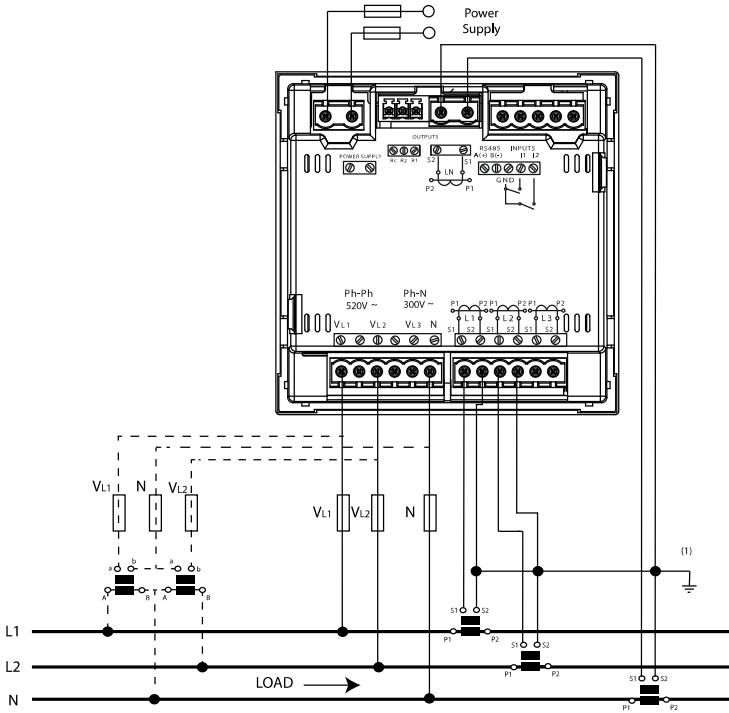 Power
Supply
OUTPUTS
POWER SUPPLY
Rc R2 R1
S2 S1
LN
P2 P1
RS485 INPUTS
A(+) B(-) I1 I2
GND
Ph-Ph
520V ~
Ph-N
300V ~
VL1 VL2 VL3 N
P1 P2 P1 P2 P1 P2
L1 L2 L3
S1 S2 S1 S2 S1 S2
VL1 N VL2
VL1 VL2 N
a b a b
A B A B
(1)
S1 S2
P1 P2
S1 S2
P1 P2
S1 S2
P1 P2
L1
L2
LOAD
N